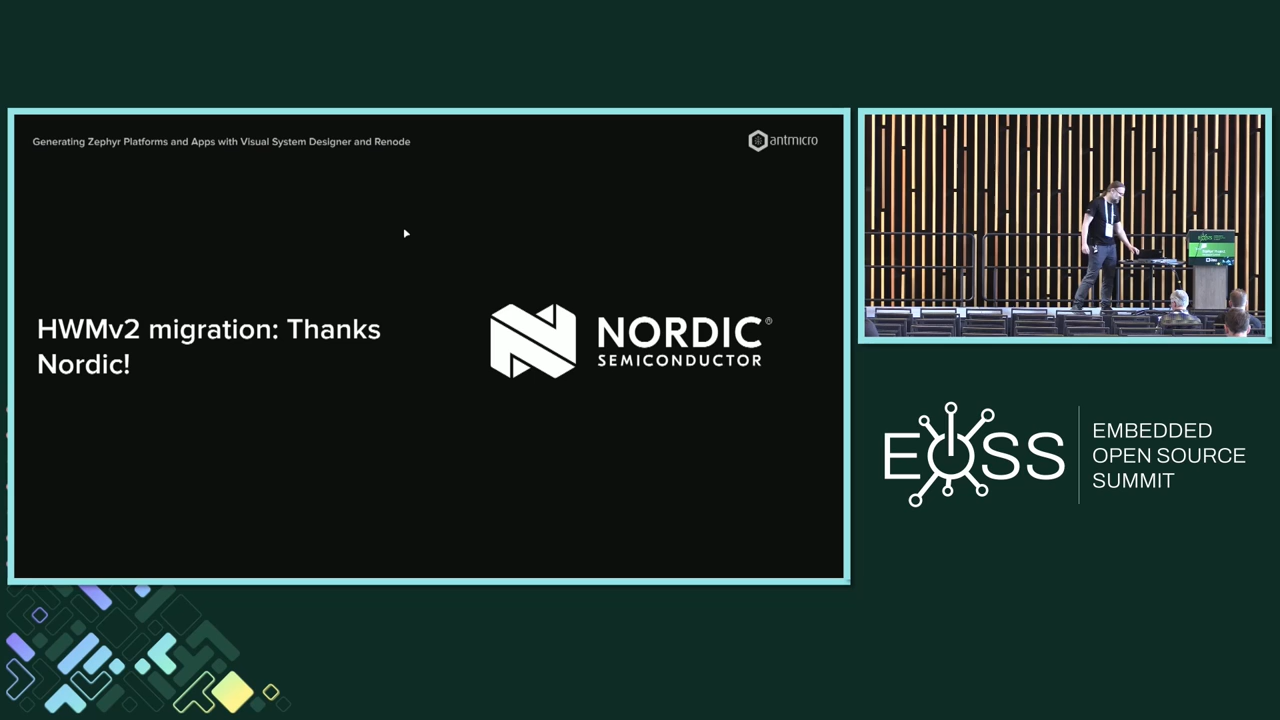 Generating Zephyr Platforms and Apps with Visual System Designer and Renode
antmicro
HWMv2 migration: Thanks
Nordic!
NORDIC®
SEMICONDUCTOR
EOSS
EMBEDDED
OPEN SOURCE
SUMMIT